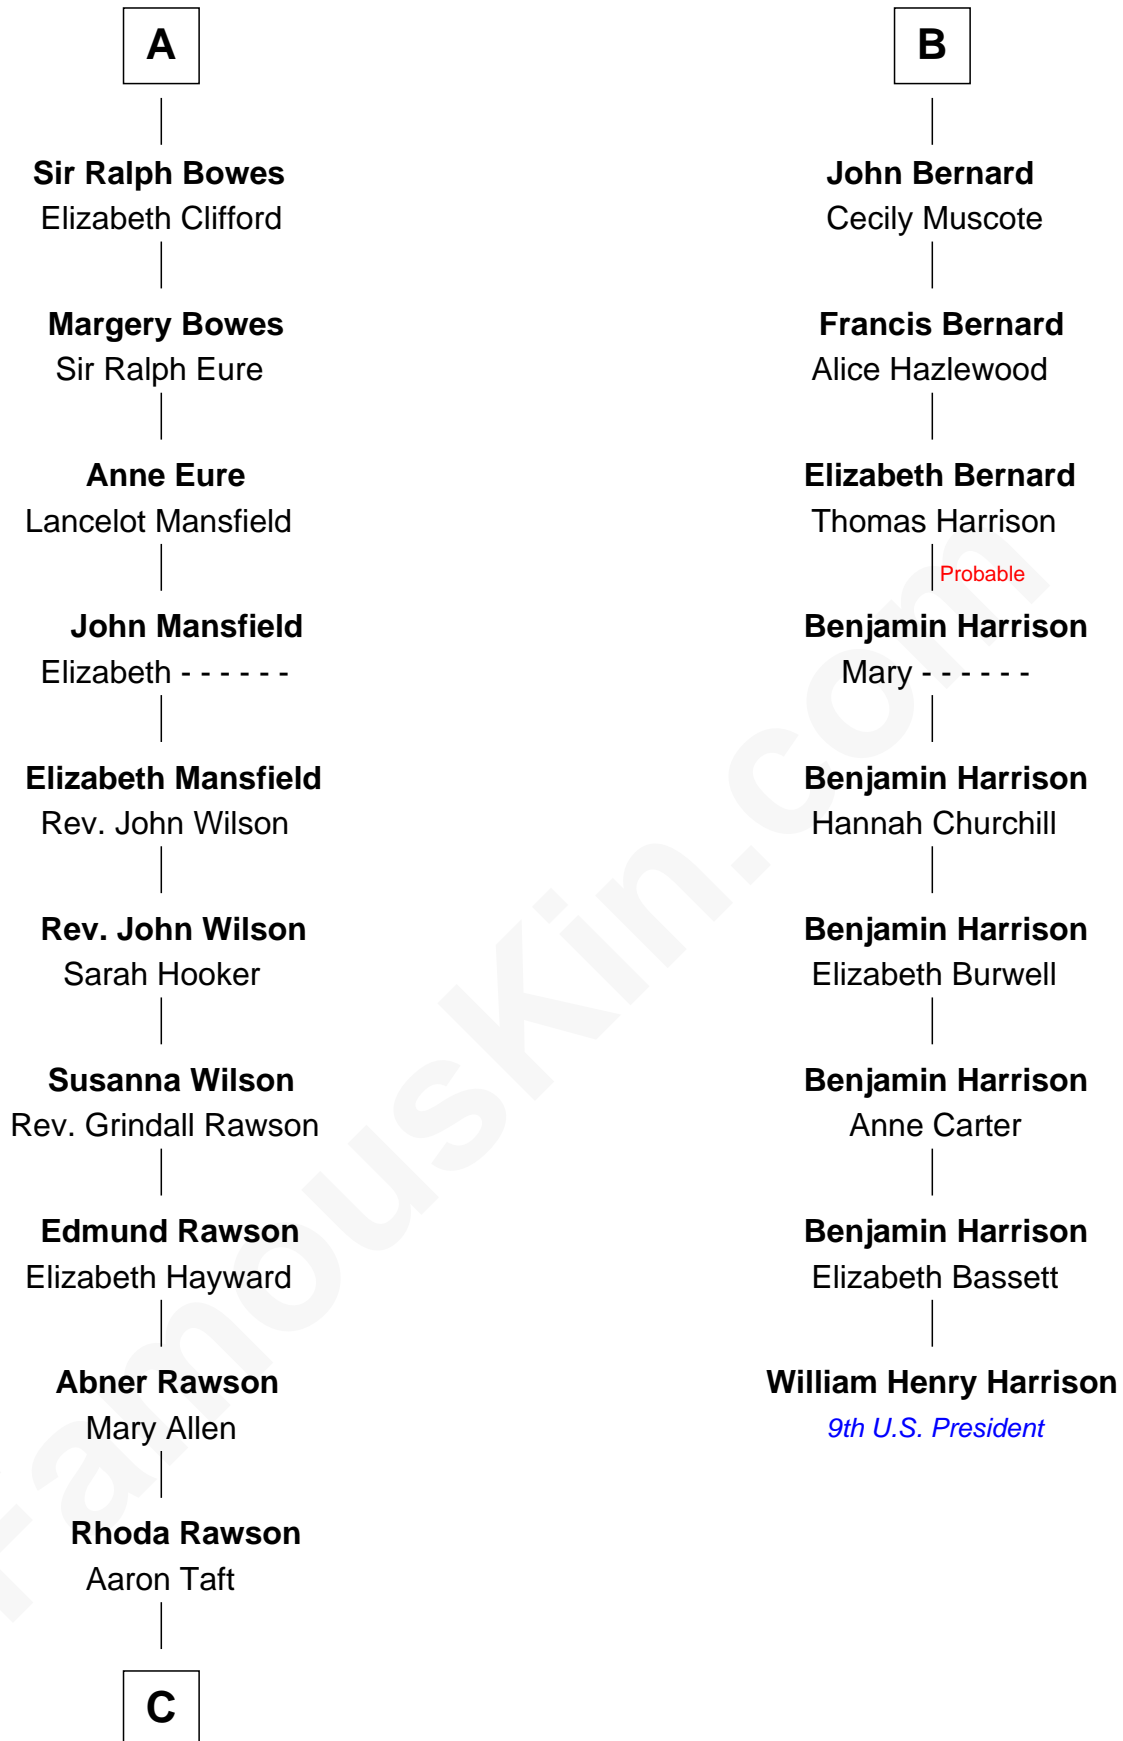 A
Sir Ralph Bowes
Elizabeth Clifford
Margery Bowes
Sir Ralph Eure
Anne Eure
Lancelot Mansfield
John Mansfield
Elizabeth - - - - - -
Elizabeth Mansfield
Rev. John Wilson
Rev. John Wilson
Sarah Hooker
Susanna Wilson
Rev. Grindall Rawson
Edmund Rawson
Elizabeth Hayward
Abner Rawson
Mary Allen
Rhoda Rawson
Aaron Taft
C
B
John Bernard
Cecily Muscote
Francis Bernard
Alice Hazlewood
Elizabeth Bernard
Thomas Harrison
Probable
Benjamin Harrison
Mary - - - - - -
Benjamin Harrison
Hannah Churchill
Benjamin Harrison
Elizabeth Burwell
Benjamin Harrison
Anne Carter
Benjamin Harrison
Elizabeth Bassett
William Henry Harrison
9th U.S. President
FamousKin.com